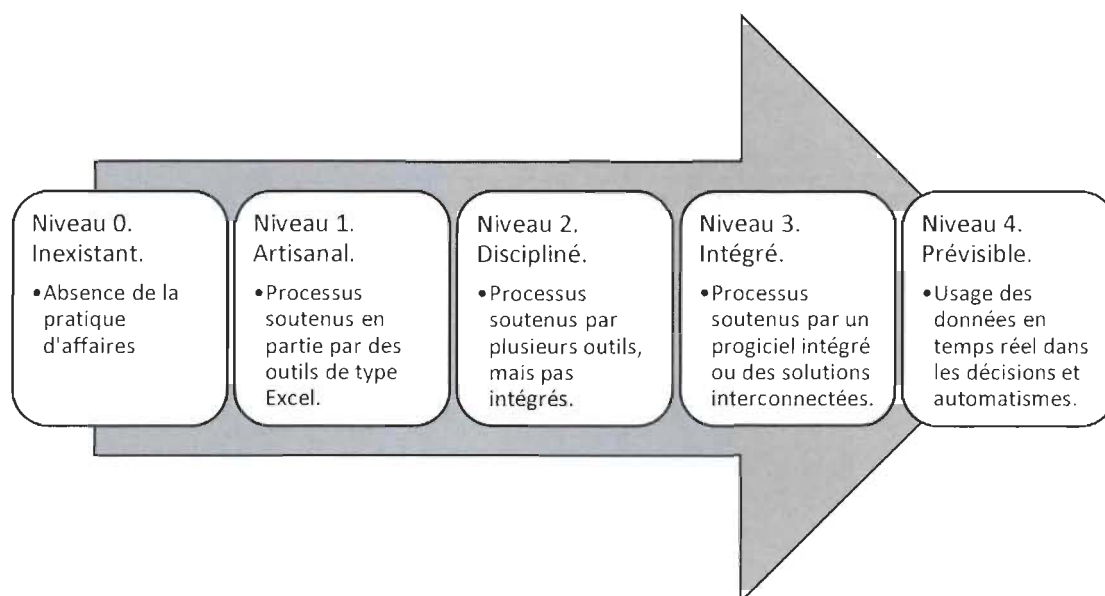 Niveau 0.
Inexistant.
•Absence de la
pratique
d'affaires
Niveau 1.
Artisanal.
•Processus
soutenus en
partie par des
outils de type
Excel.
Niveau 2.
Discipliné.
•Processus
soutenus par
plusieurs outils,
mais pas
intégrés.
Niveau 3.
Intégré.
•Processus
soutenus par un
progiciel intégré
ou des solutions
interconnectées.
Niveau 4.
Prévisible.
•Usage des
données en
temps réel dans
les décisions et
automatismes.